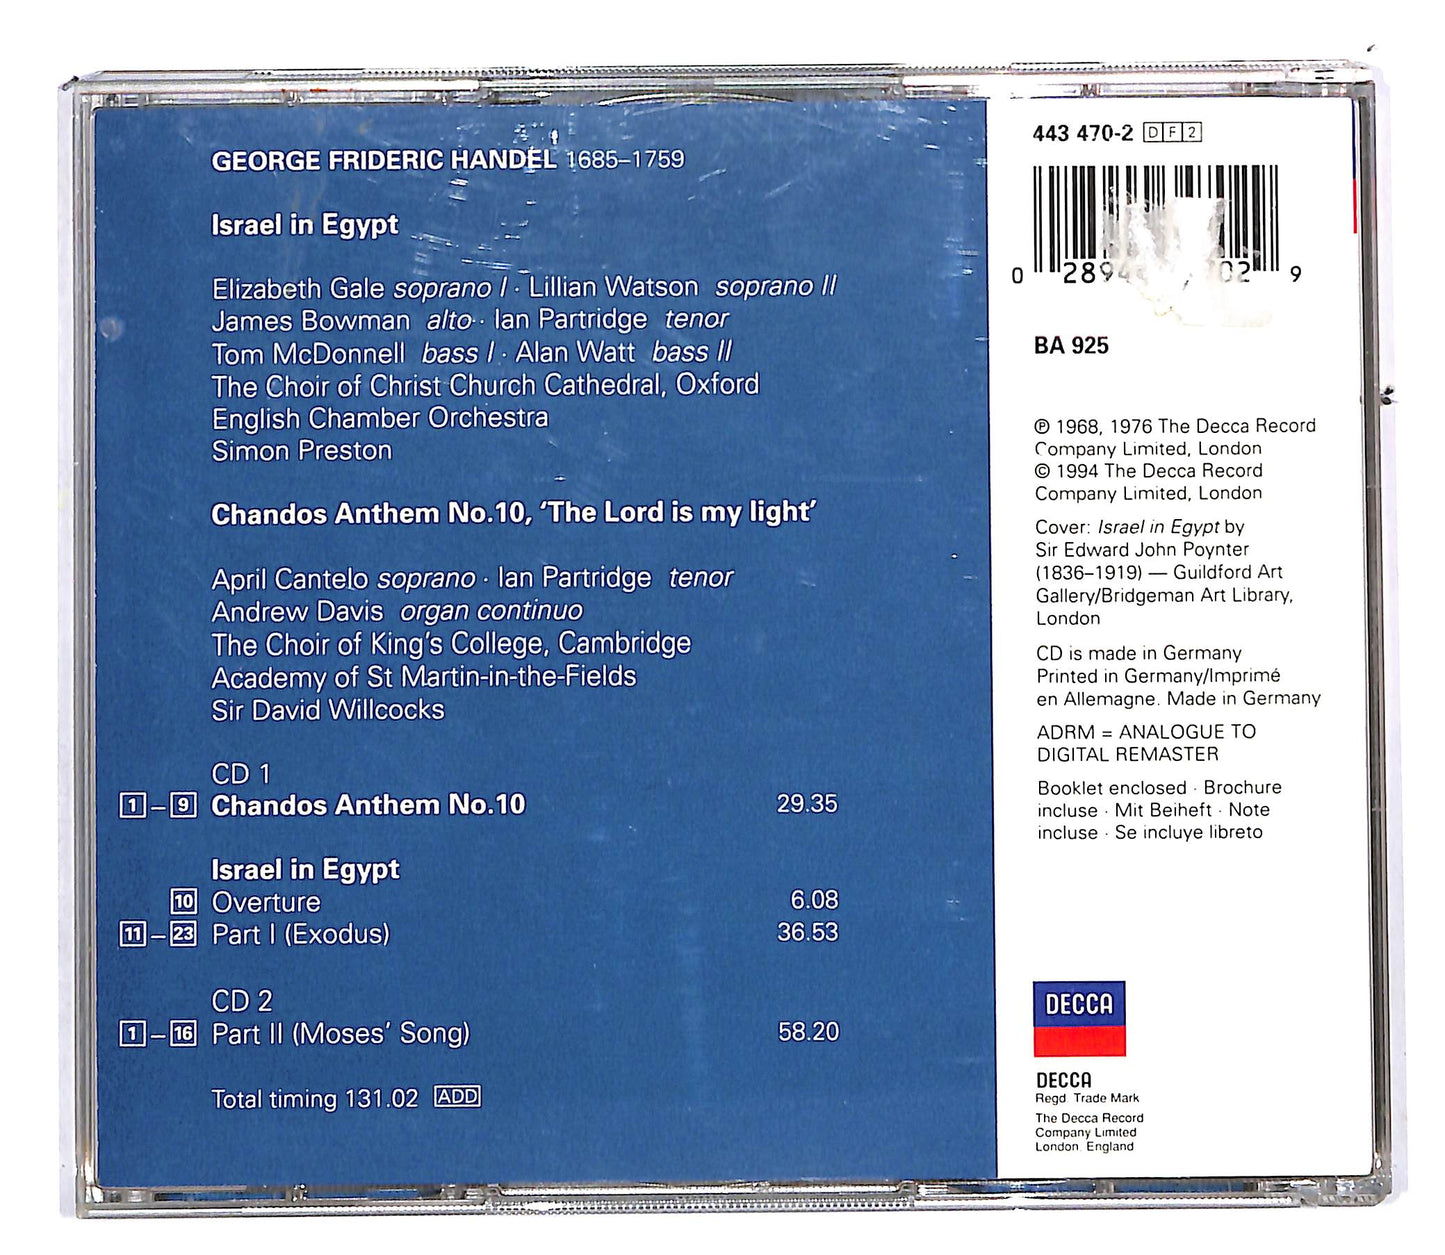 GEORGE FRIDERIC HANDEL 1685–1759
Israel in Egypt
Elizabeth Gale soprano I · Lillian Watson soprano II
James Bowman alto · Ian Partridge tenor
Tom McDonnell bass I · Alan Watt bass II
The Choir of Christ Church Cathedral, Oxford
English Chamber Orchestra
Simon Preston
Chandos Anthem No.10, ‘The Lord is my light’
April Cantelo soprano · Ian Partridge tenor
Andrew Davis organ continuo
The Choir of King's College, Cambridge
Academy of St Martin-in-the-Fields
Sir David Willcocks
CD 1
1 – 9 Chandos Anthem No.10 29.35
Israel in Egypt
10 Overture 6.08
11 – 23 Part I (Exodus) 36.53
CD 2
1 – 16 Part II (Moses' Song) 58.20
Total timing 131.02 ADD
443 470-2 D F 2
0 9
BA 925
℗ 1968, 1976 The Decca Record
Company Limited, London
© 1994 The Decca Record
Company Limited, London
Cover: Israel in Egypt by
Sir Edward John Poynter
(1836–1919) — Guildford Art
Gallery/Bridgeman Art Library,
London
CD is made in Germany
Printed in Germany/Imprimé
en Allemagne. Made in Germany
ADRM = ANALOGUE TO
DIGITAL REMASTER
Booklet enclosed · Brochure
incluse · Mit Beiheft · Note
incluse · Se incluye libreto
DECCA
DECCA
Regd. Trade Mark
The Decca Record
Company Limited
London England